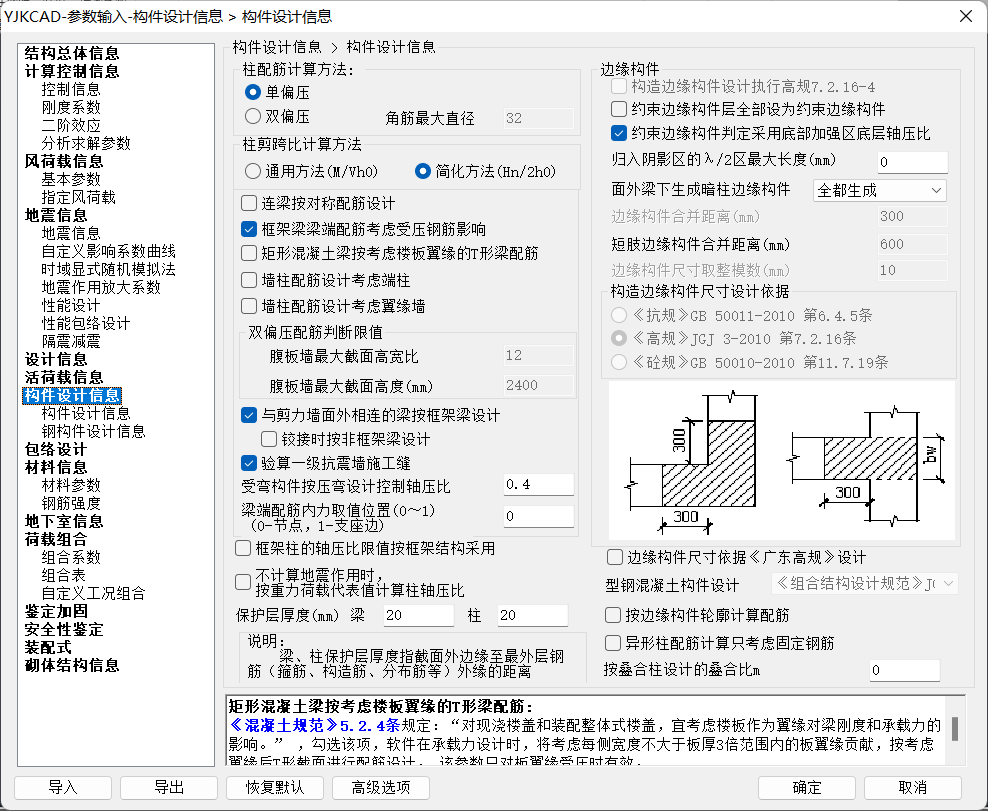 YJKCAD-参数输入-构件设计信息 > 构件设计信息
结构总体信息
计算控制信息
控制信息
刚度系数
二阶效应
分析求解参数
风荷载信息
基本参数
指定风荷载
地震信息
地震信息
自定义影响系数曲线
时域显式随机模拟法
地震作用放大系数
性能设计
性能包络设计
隔震减震
设计信息
活荷载信息
构件设计信息
构件设计信息
钢构件设计信息
包络设计
材料信息
材料参数
钢筋强度
地下室信息
荷载组合
组合系数
组合表
自定义工况组合
鉴定加固
安全性鉴定
装配式
砌体结构信息
构件设计信息 > 构件设计信息
柱配筋计算方法:
单偏压
双偏压
角筋最大直径 32
柱剪跨比计算方法
通用方法(M/Vh0) 简化方法(Hn/2h0)
连梁按对称配筋设计
框架梁梁端配筋考虑受压钢筋影响
矩形混凝土梁按考虑楼板翼缘的T形梁配筋
墙柱配筋设计考虑端柱
墙柱配筋设计考虑翼缘墙
双偏压配筋判断限值
腹板墙最大截面高宽比 12
腹板墙最大截面高度(mm) 2400
与剪力墙面外相连的梁按框架梁设计
铰接时按非框架梁设计
验算一级抗震墙施工缝
受弯构件按压弯设计控制轴压比 0.4
梁端配筋内力取值位置(0～1)
(0-节点，1-支座边) 0
框架柱的轴压比限值按框架结构采用
不计算地震作用时，
按重力荷载代表值计算柱轴压比
保护层厚度(mm) 梁 20 柱 20
说明:
梁、柱保护层厚度指截面外边缘至最外层钢
筋（箍筋、构造筋、分布筋等）外缘的距离
边缘构件
构造边缘构件设计执行高规7.2.16-4
约束边缘构件层全部设为约束边缘构件
约束边缘构件判定采用底部加强区底层轴压比
归入阴影区的λ/2区最大长度(mm) 0
面外梁下生成暗柱边缘构件 全都生成
边缘构件合并距离(mm) 300
短肢边缘构件合并距离(mm) 600
边缘构件尺寸取整模数(mm) 10
构造边缘构件尺寸设计依据
《抗规》GB 50011-2010 第6.4.5条
《高规》JGJ 3-2010 第7.2.16条
《砼规》GB 50010-2010 第11.7.19条
300
300
bw
300
边缘构件尺寸依据《广东高规》设计
型钢混凝土构件设计 《组合结构设计规范》JG
按边缘构件轮廓计算配筋
异形柱配筋计算只考虑固定钢筋
按叠合柱设计的叠合比m 0
矩形混凝土梁按考虑楼板翼缘的T形梁配筋:
《混凝土规范》5.2.4条规定:“对现浇楼盖和装配整体式楼盖，宜考虑楼板作为翼缘对梁刚度和承载力的
影响。”，勾选该项，软件在承载力设计时，将考虑每侧宽度不大于板厚3倍范围内的板翼缘贡献，按考虑
翼缘后T形截面进行配筋设计。 该参数只对板翼缘受压时有效。
导入 导出 恢复默认 高级选项 确定 取消